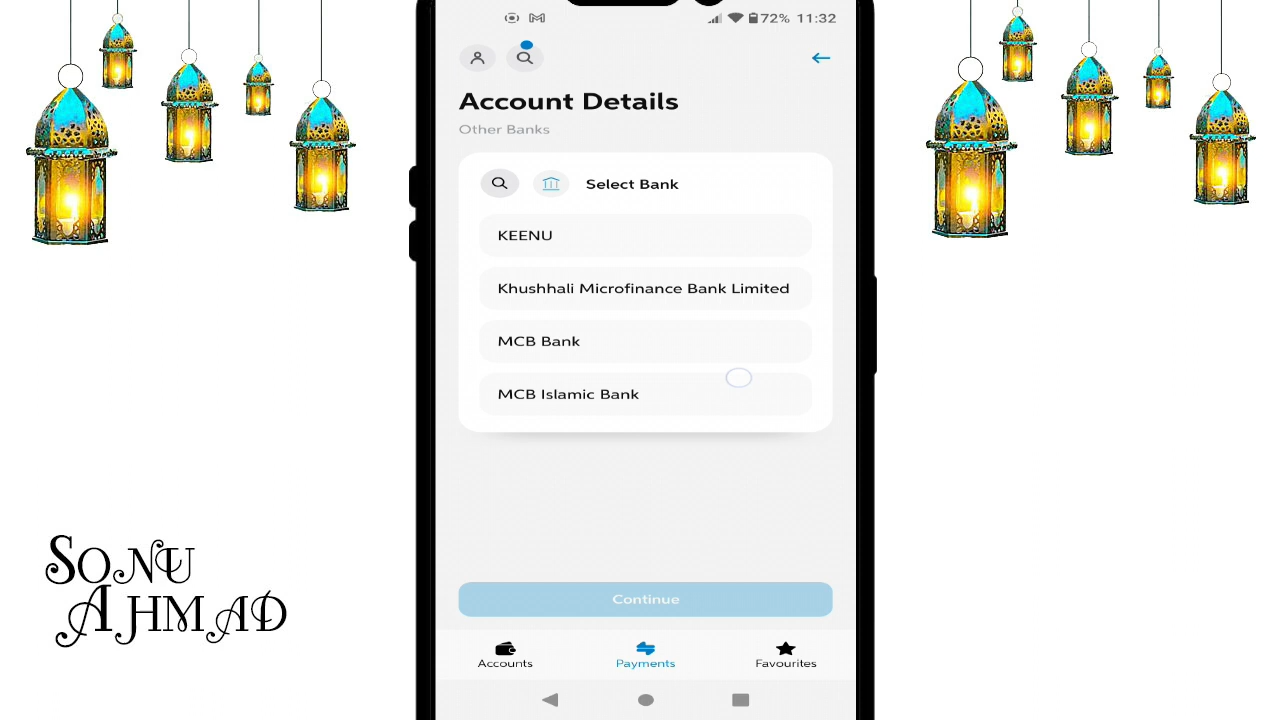 72% 11:32
Account Details
Other Banks
Select Bank
KEENU
Khushhali Microfinance Bank Limited
MCB Bank
MCB Islamic Bank
Continue
Accounts
Payments
Favourites
SONU
AHMAD